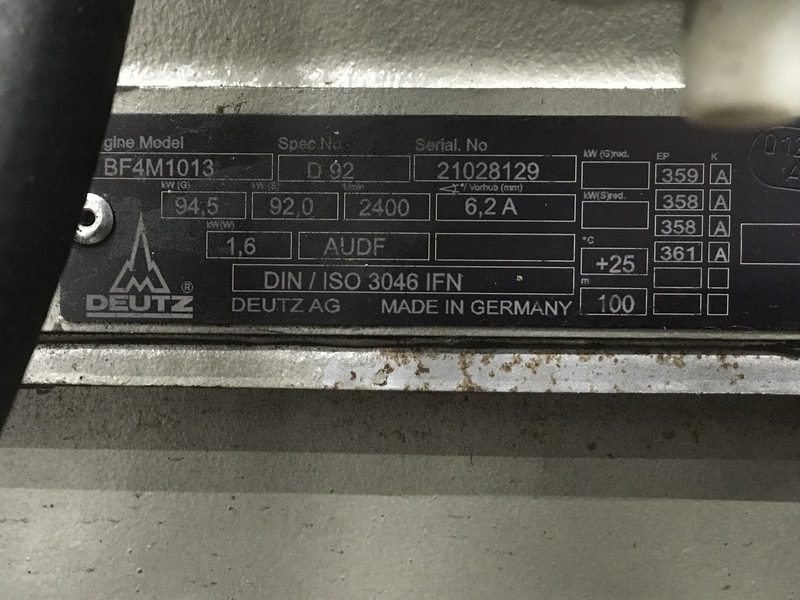 gine Model Spec.No Serial. No kW (G)red. EP K
BF4M1013 D 92 21028129 359 A
kW (G) kW (S) 1/min °/ Vorhub (mm) kW(S)red.
94,5 92,0 2400 6,2 A 358 A
358 A
kW(W) °C
1,6 AUDF +25 361 A
DIN / ISO 3046 IFN m
DEUTZ ® DEUTZ AG MADE IN GERMANY 100